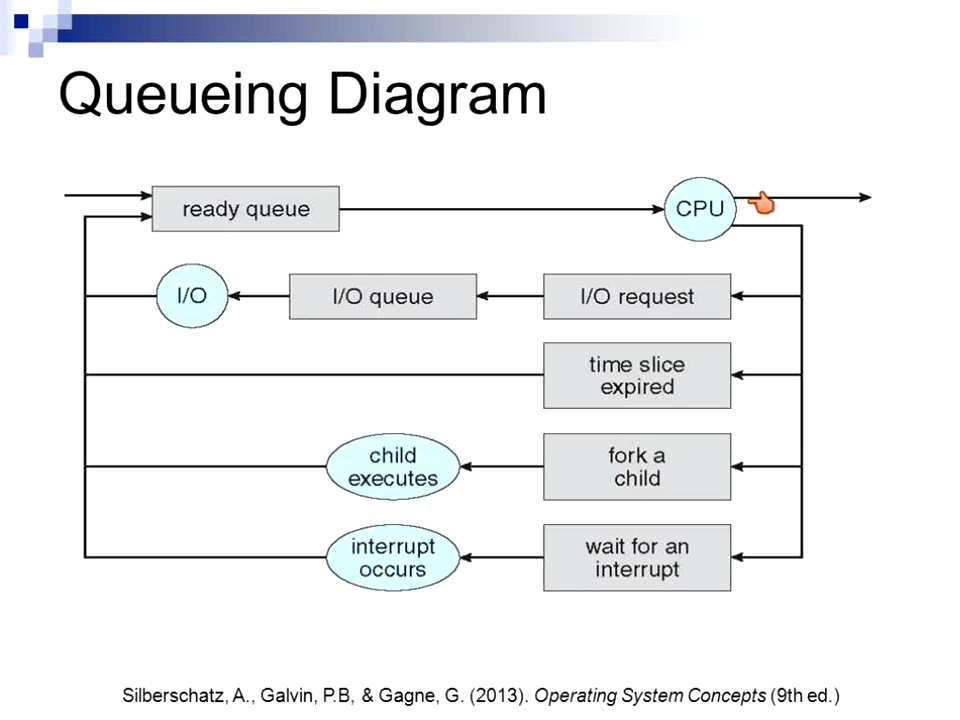 Queueing Diagram
ready queue
CPU
I/O
I/O queue
I/O request
time slice
expired
child
executes
fork a
child
interrupt
occurs
wait for an
interrupt
Silberschatz, A., Galvin, P.B, & Gagne, G. (2013). Operating System Concepts (9th ed.)